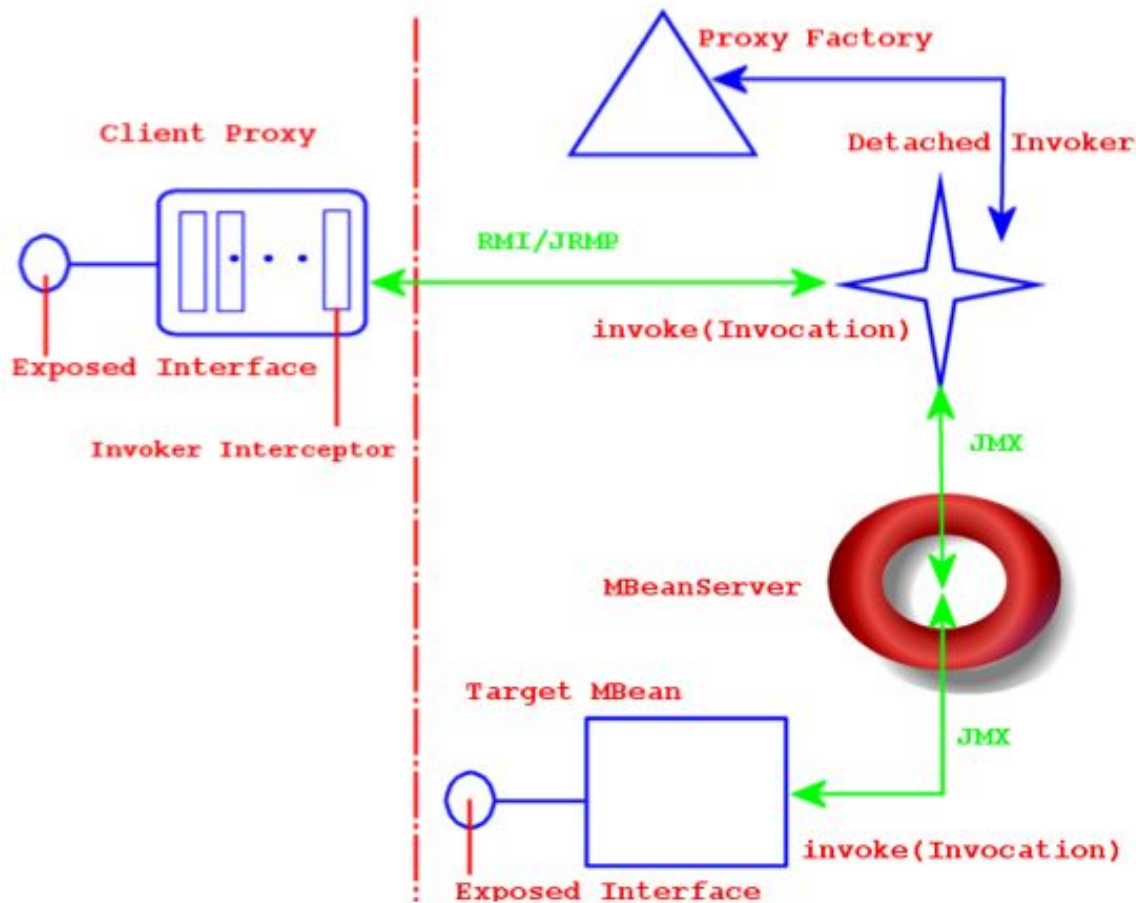 Proxy Factory
Client Proxy
Detached Invoker
RMI/JRMP
invoke(Invocation)
Exposed Interface
Invoker Interceptor
JMX
MBeanServer
Target MBean
JMX
invoke(Invocation)
Exposed Interface